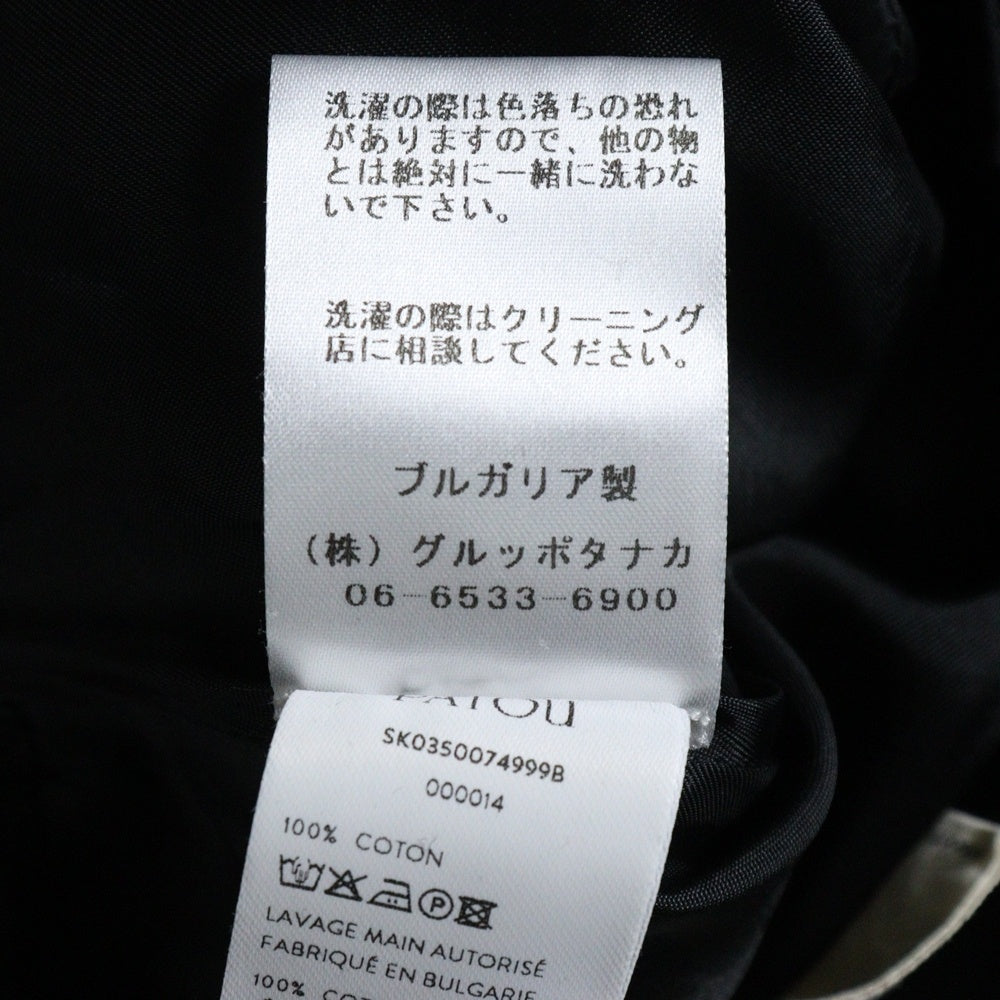 洗濯の際は色落ちの恐れ
がありますので、他の物
とは絶対に一緒に洗わな
いで下さい。
洗濯の際はクリーニング
店に相談してください。
ブルガリア製
（株）グルッポタナカ
06-6533-6900
PATOU
SK0350074999B
000014
100% COTON
P
LAVAGE MAIN AUTORISÉ
FABRIQUÉ EN BULGARIE
100%